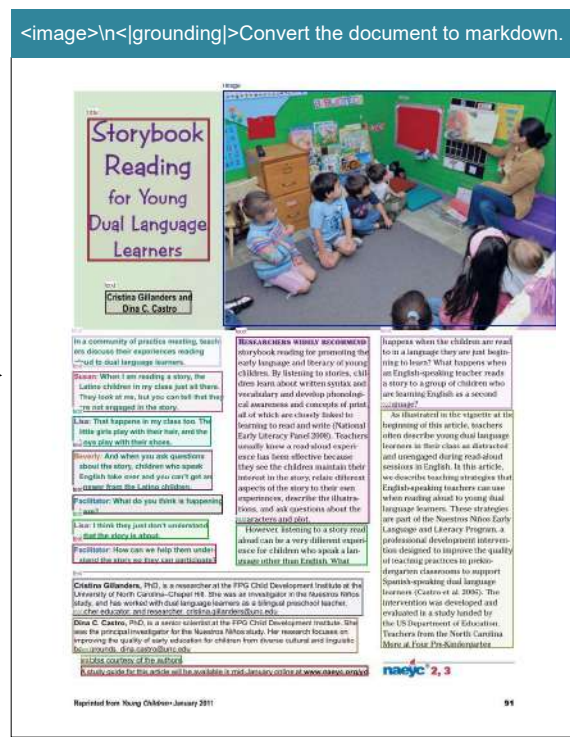 <image>\n<|grounding|>Convert the document to markdown.
image
title
Storybook
Reading
for Young
Dual Language
Learners
text
Cristina Gillanders and
Dina C. Castro
In a community of practice meeting, teach-
ers discuss their experiences reading
aloud to dual language learners.
Susan: When I am reading a story, the
Latino children in my class just sit there.
They look at me, but you can tell that they
are not engaged in the story.
Lisa: That happens in my class too. The
little girls play with their hair, and the
boys play with their shoes.
Beverly: And when you ask questions
about the story, children who speak
English take over and you can't get an
answer from the Latino children.
Facilitator: What do you think is happening
here?
Lisa: I think they just don't understand
what the story is about.
Facilitator: How can we help them under-
stand the story so they can participate?
RESEARCHERS WIDELY RECOMMEND
storybook reading for promoting the
early language and literacy of young
children. By listening to stories, chil-
dren learn about written syntax and
vocabulary and develop phonologi-
cal awareness and concepts of print,
all of which are closely linked to
learning to read and write (National
Early Literacy Panel 2008). Teachers
usually know a read-aloud experi-
ence has been effective because
they see the children maintain their
interest in the story, relate different
aspects of the story to their own
experiences, describe the illustra-
tions, and ask questions about the
characters and plot.
However, listening to a story read
aloud can be a very different experi-
ence for children who speak a lan-
guage other than English. What
happens when the children are read
to in a language they are just begin-
ning to learn? What happens when
an English-speaking teacher reads
a story to a group of children who
are learning English as a second
language?
As illustrated in the vignette at the
beginning of this article, teachers
often describe young dual language
learners in their class as distracted
and unengaged during read-aloud
sessions in English. In this article,
we describe teaching strategies that
English-speaking teachers can use
when reading aloud to young dual
language learners. These strategies
are part of the Nuestros Niños Early
Language and Literacy Program, a
professional development interven-
tion designed to improve the quality
of teaching practices in prekin-
dergarten classrooms to support
Spanish-speaking dual language
learners (Castro et al. 2006). The
intervention was developed and
evaluated in a study funded by
the US Department of Education.
Teachers from the North Carolina
More at Four Pre-Kindergarten
Cristina Gillanders, PhD, is a researcher at the FPG Child Development Institute at the
University of North Carolina–Chapel Hill. She was an investigator in the Nuestros Niños
study, and has worked with dual language learners as a bilingual preschool teacher,
teacher educator, and researcher. cristina.gillanders@unc.edu
Dina C. Castro, PhD, is a senior scientist at the FPG Child Development Institute. She
was the principal investigator for the Nuestros Niños study. Her research focuses on
improving the quality of early education for children from diverse cultural and linguistic
backgrounds. dina.castro@unc.edu
Photos courtesy of the authors.
A study guide for this article will be available in mid-January online at www.naeyc.org/yc.
naeyc® 2, 3
Reprinted from Young Children • January 2011
91